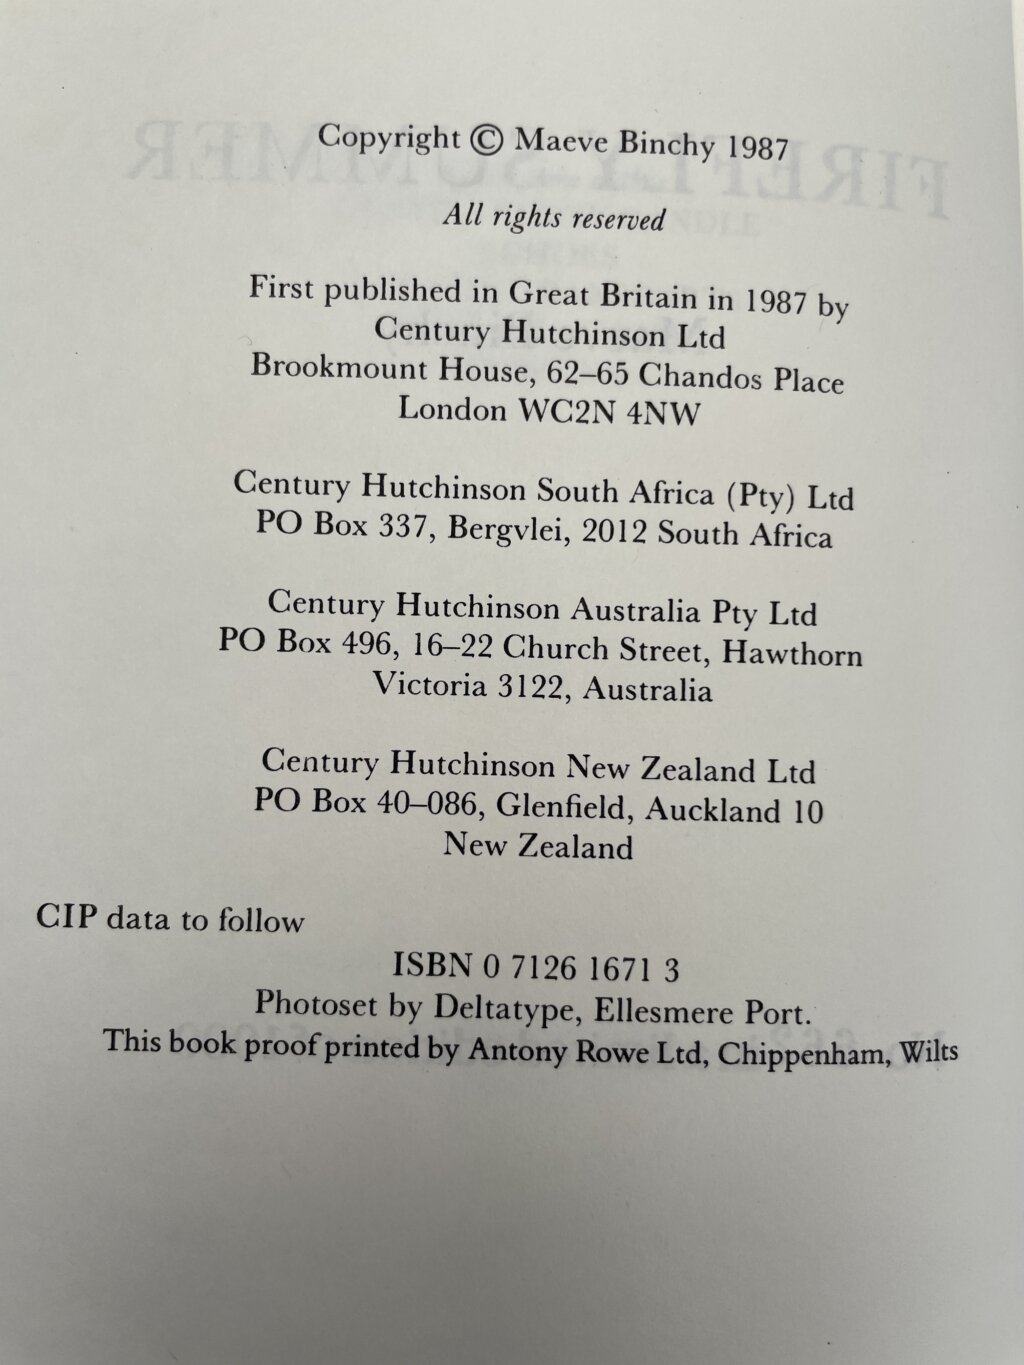 Copyright © Maeve Binchy 1987
All rights reserved
First published in Great Britain in 1987 by
Century Hutchinson Ltd
Brookmount House, 62–65 Chandos Place
London WC2N 4NW
Century Hutchinson South Africa (Pty) Ltd
PO Box 337, Bergvlei, 2012 South Africa
Century Hutchinson Australia Pty Ltd
PO Box 496, 16–22 Church Street, Hawthorn
Victoria 3122, Australia
Century Hutchinson New Zealand Ltd
PO Box 40–086, Glenfield, Auckland 10
New Zealand
CIP data to follow
ISBN 0 7126 1671 3
Photoset by Deltatype, Ellesmere Port.
This book proof printed by Antony Rowe Ltd, Chippenham, Wilts
FIREFLY SUMMER